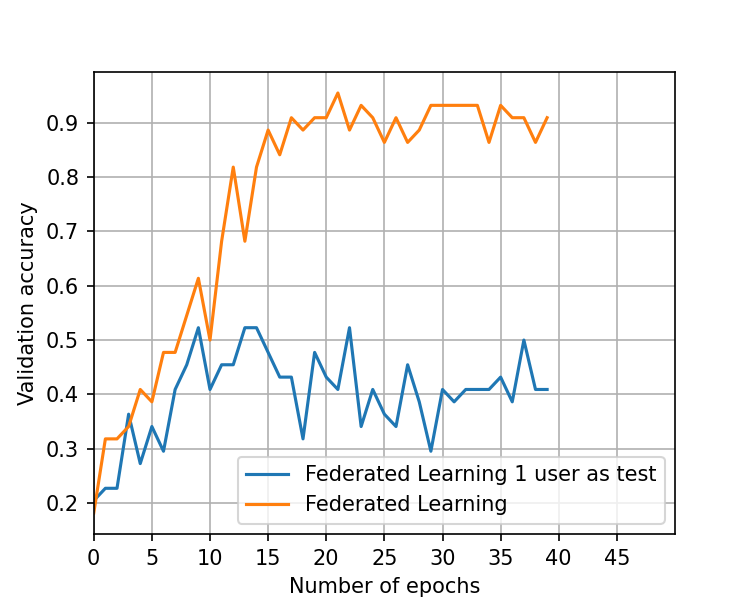 Validation accuracy
0.9
0.8
0.7
0.6
0.5
0.4
0.3
0.2
Federated Learning 1 user as test
Federated Learning
0 5 10 15 20 25 30 35 40 45
Number of epochs